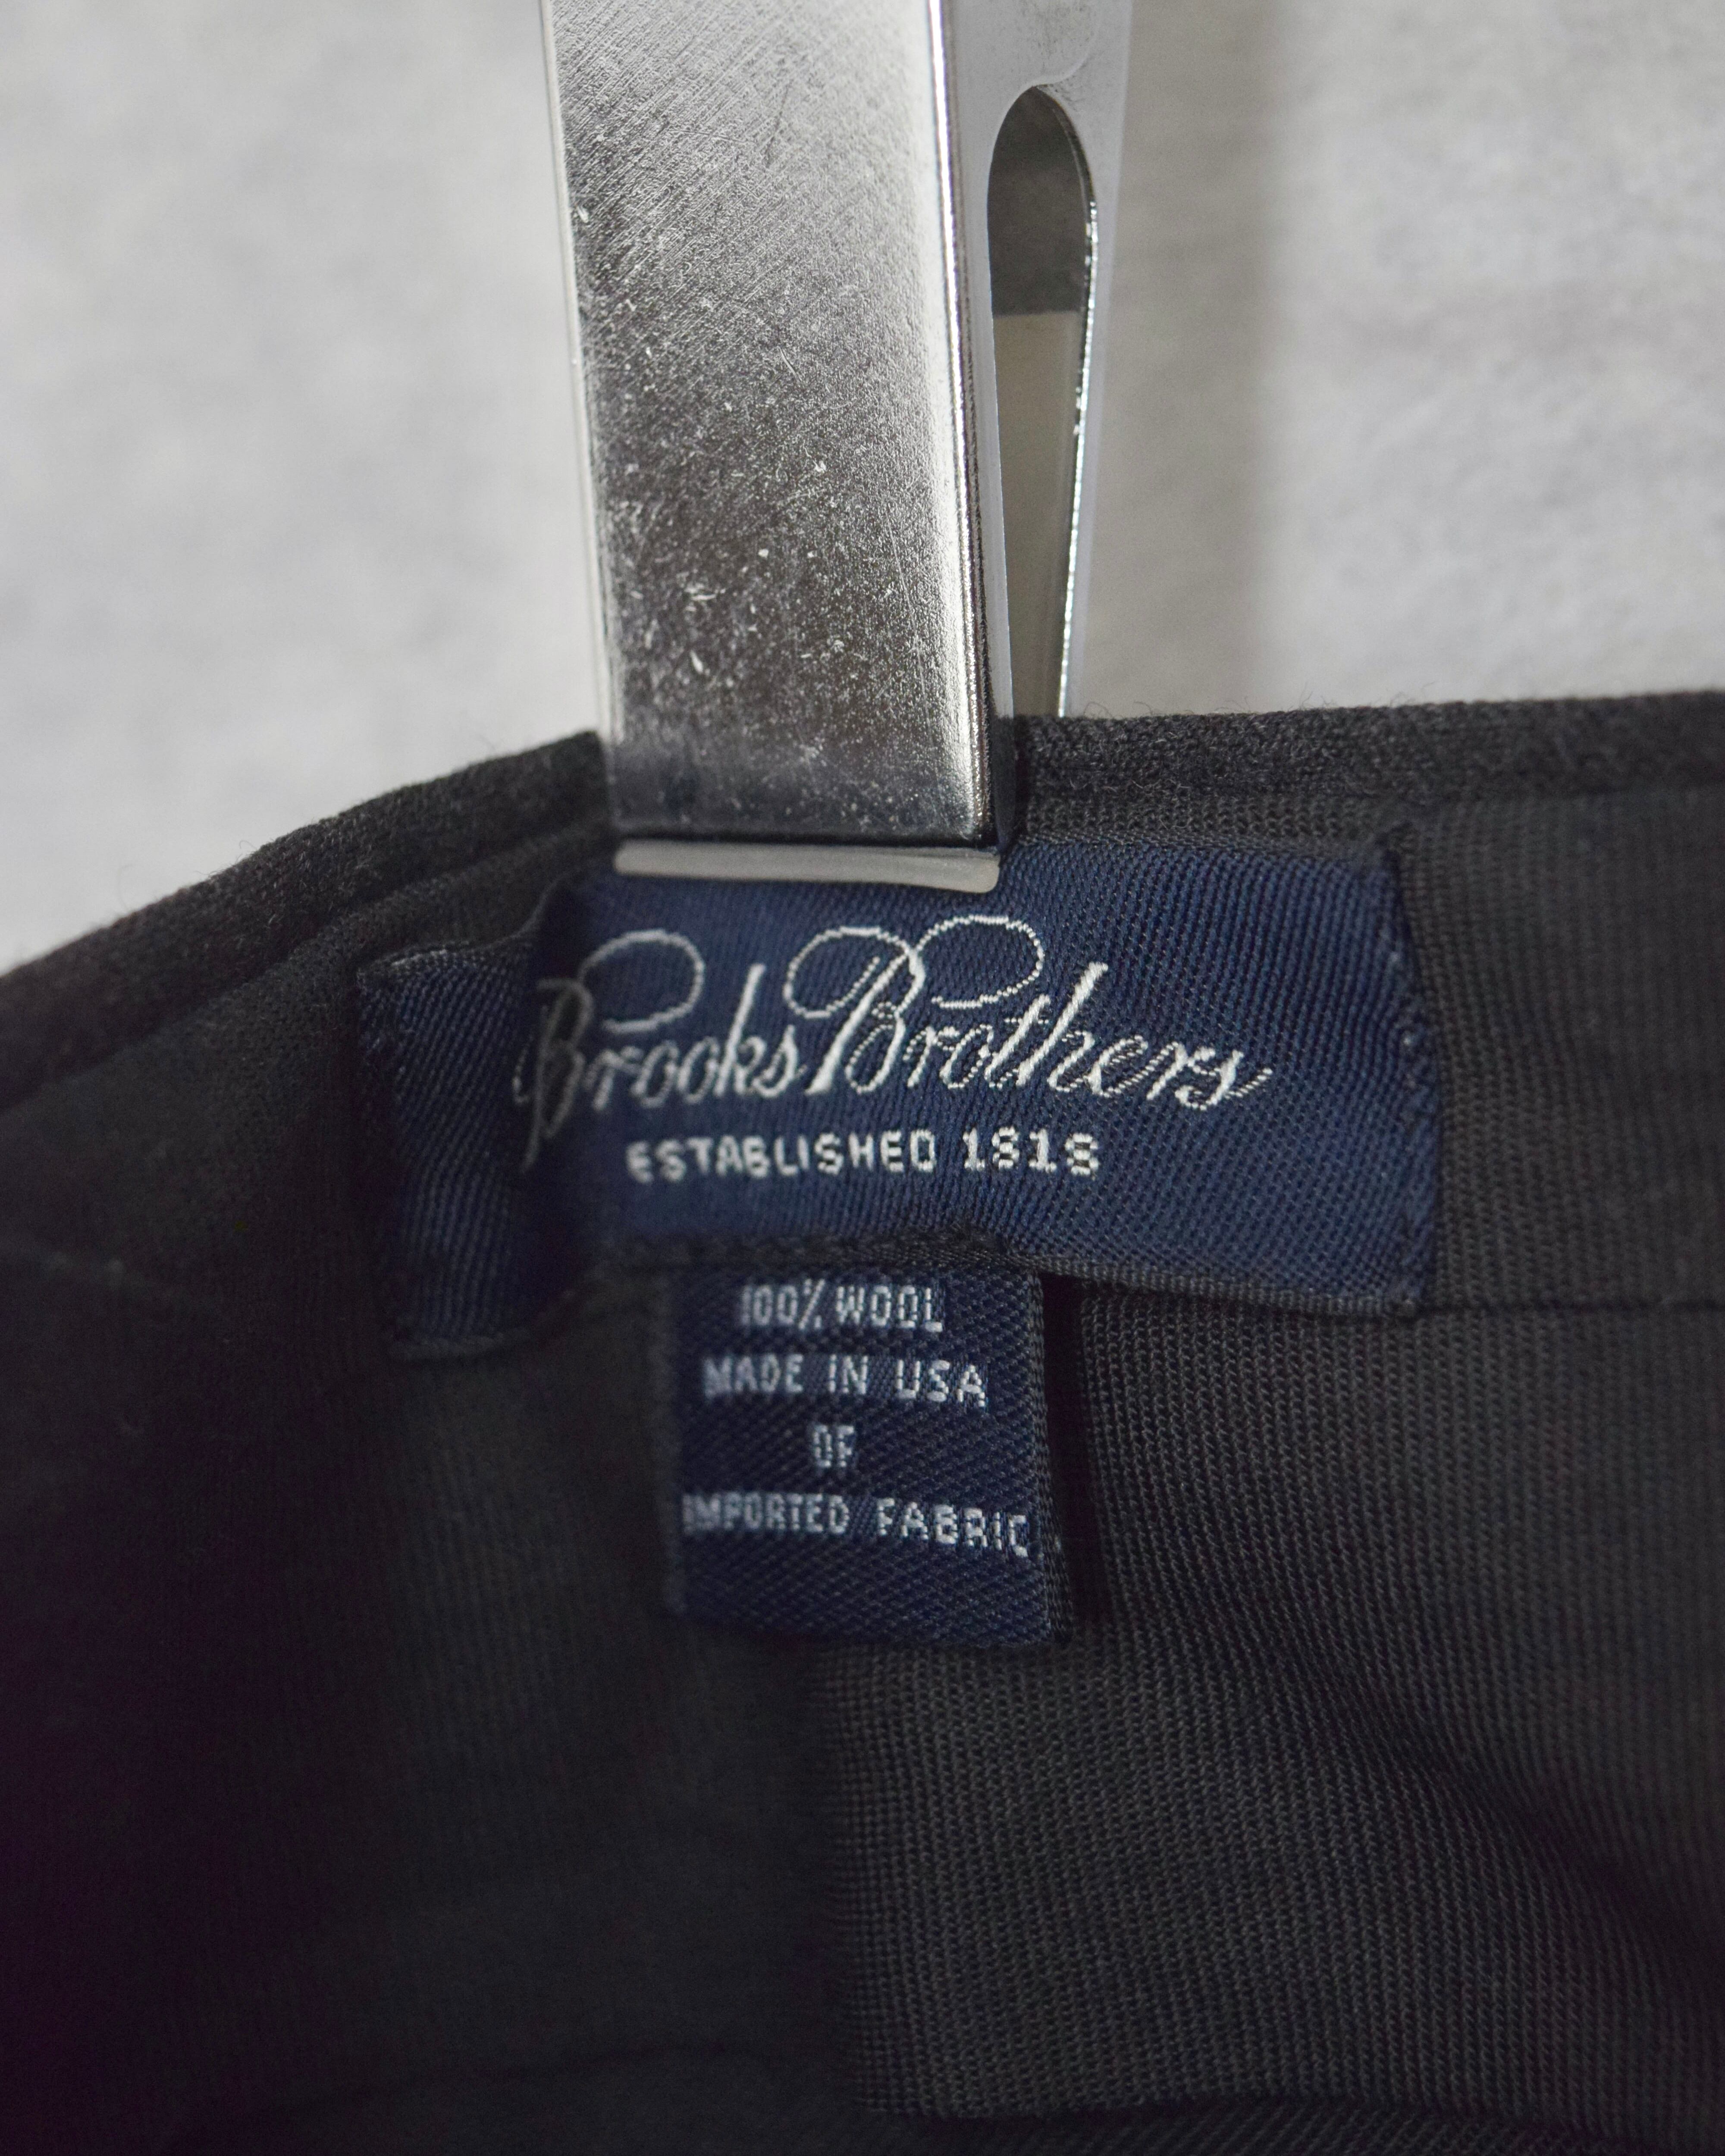 Brooks Brothers
ESTABLISHED 1818
100% WOOL
MADE IN USA
OF
IMPORTED FABRIC